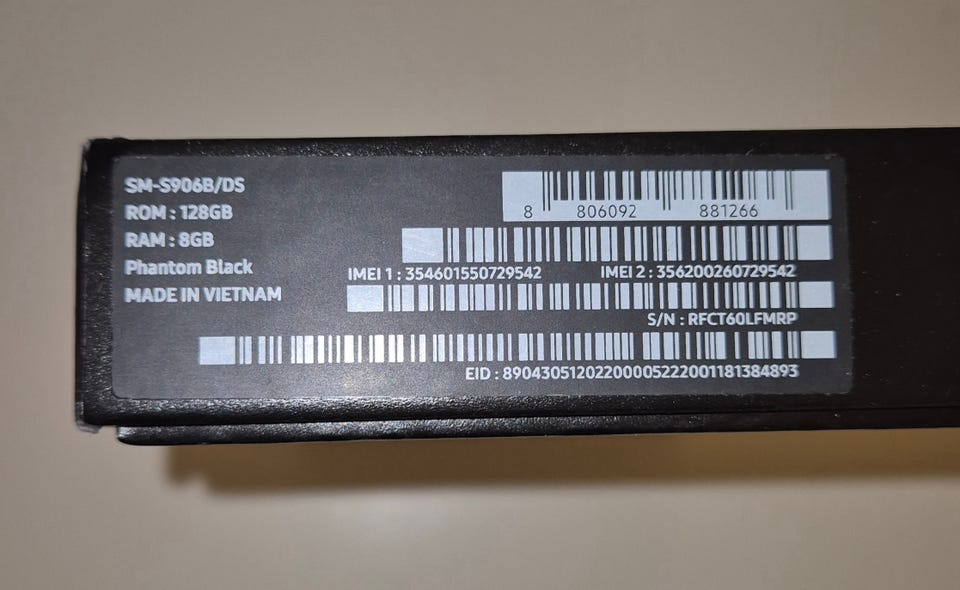 SM-S906B/DS
ROM : 128GB
RAM : 8GB
Phantom Black
MADE IN VIETNAM
8 806092 881266
IMEI 1 : 354601550729542 IMEI 2 : 356200260729542
S/N : RFCT60LFMRP
EID : 89043051202200005222001181384893